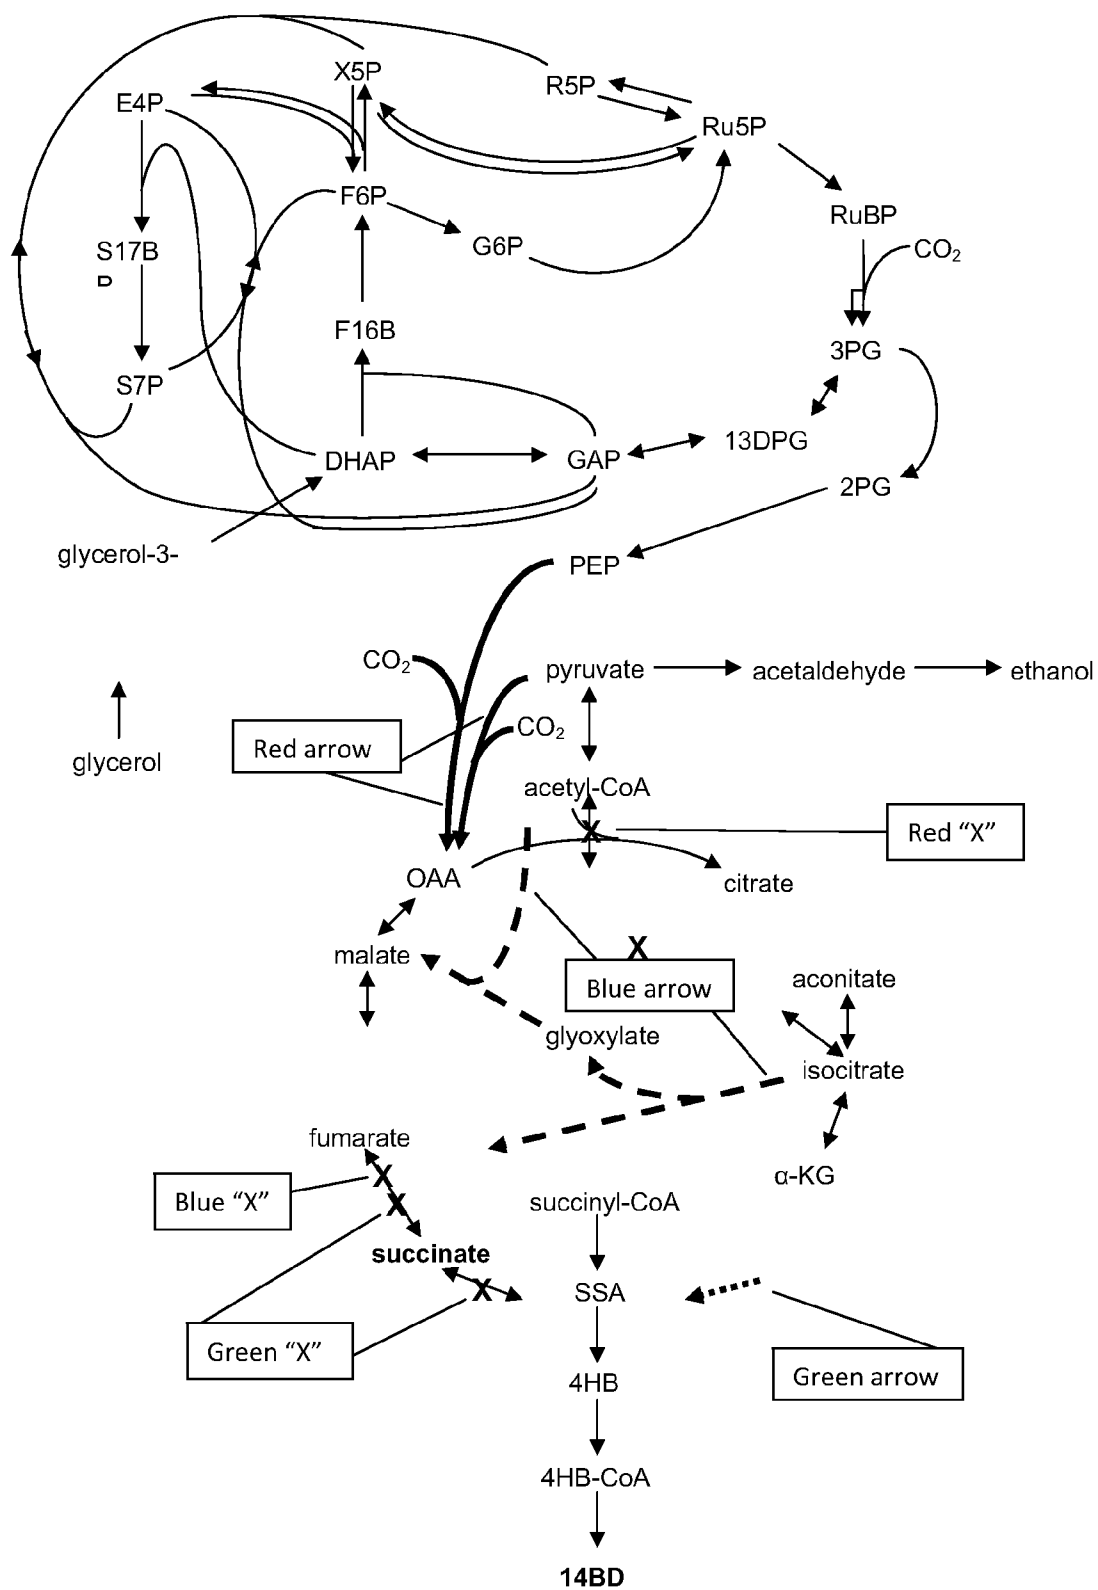 X5P
R5P
E4P
Ru5P
F6P
RuBP
G6P
CO₂
S17B
P
F16B
3PG
S7P
13DPG
DHAP
GAP
2PG
glycerol-3-
PEP
CO₂
pyruvate
acetaldehyde
ethanol
CO₂
Red arrow
glycerol
acetyl-CoA
X
Red “X”
OAA
citrate
X
malate
aconitate
Blue arrow
glyoxylate
isocitrate
fumarate
α-KG
X
Blue “X”
X
succinyl-CoA
succinate
X
SSA
Green “X”
Green arrow
4HB
4HB-CoA
14BD